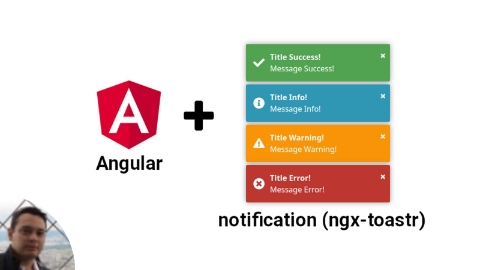 Title Success!
Message Success!
Title Info!
Message Info!
Title Warning!
Message Warning!
Title Error!
Message Error!
Angular
notification (ngx-toastr)